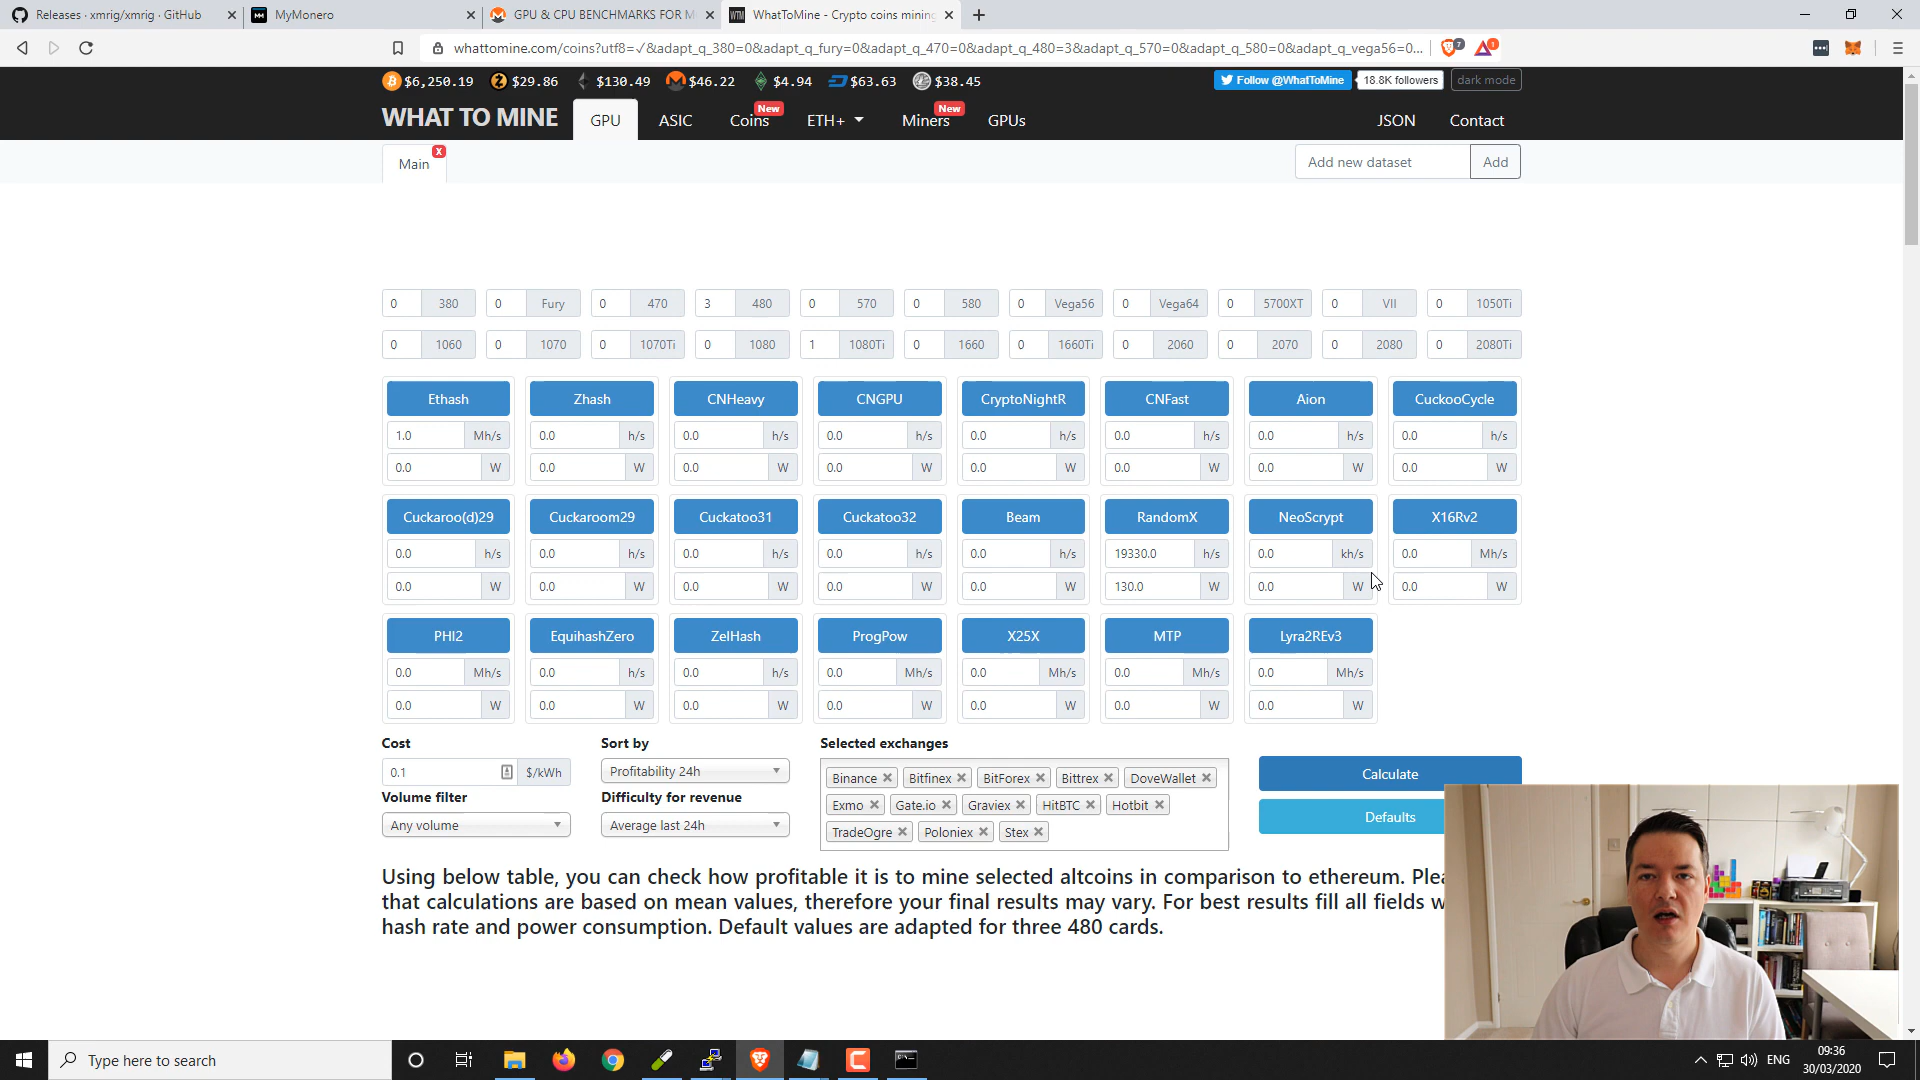 Releases · xmrig/xmrig · GitHub
MyMonero
GPU & CPU BENCHMARKS FOR M
WhatToMine - Crypto coins mining
whattomine.com/coins?utf8=✓&adapt_q_380=0&adapt_q_fury=0&adapt_q_470=0&adapt_q_480=3&adapt_q_570=0&adapt_q_580=0&adapt_q_vega56=0...
7
1
$6,250.19 $29.86 $130.49 $46.22 $4.94 $63.63 $38.45
Follow @WhatToMine 18.8K followers dark mode
WHAT TO MINE GPU ASIC Coins New ETH+ Miners New GPUs JSON Contact
Main X Add new dataset Add
0 380 0 Fury 0 470 3 480 0 570 0 580 0 Vega56 0 Vega64 0 5700XT 0 VII 0 1050Ti
0 1060 0 1070 0 1070Ti 0 1080 1 1080Ti 0 1660 0 1660Ti 0 2060 0 2070 0 2080 0 2080Ti
Ethash Zhash CNHeavy CNGPU CryptoNightR CNFast Aion CuckooCycle
1.0 Mh/s 0.0 h/s 0.0 h/s 0.0 h/s 0.0 h/s 0.0 h/s 0.0 h/s 0.0 h/s
0.0 W 0.0 W 0.0 W 0.0 W 0.0 W 0.0 W 0.0 W 0.0 W
Cuckaroo(d)29 Cuckaroom29 Cuckatoo31 Cuckatoo32 Beam RandomX NeoScrypt X16Rv2
0.0 h/s 0.0 h/s 0.0 h/s 0.0 h/s 0.0 h/s 19330.0 h/s 0.0 kh/s 0.0 Mh/s
0.0 W 0.0 W 0.0 W 0.0 W 0.0 W 130.0 W 0.0 W 0.0 W
PHI2 EquihashZero ZelHash ProgPow X25X MTP Lyra2REv3
0.0 Mh/s 0.0 h/s 0.0 h/s 0.0 Mh/s 0.0 Mh/s 0.0 Mh/s 0.0 Mh/s
0.0 W 0.0 W 0.0 W 0.0 W 0.0 W 0.0 W 0.0 W
Cost Sort by Selected exchanges
0.1 $/kWh Profitability 24h Binance Bitfinex BitForex Bittrex DoveWallet Calculate
Volume filter Difficulty for revenue Exmo Gate.io Graviex HitBTC Hotbit Defaults
Any volume Average last 24h TradeOgre Poloniex Stex
Using below table, you can check how profitable it is to mine selected altcoins in comparison to ethereum. Plea
that calculations are based on mean values, therefore your final results may vary. For best results fill all fields w
hash rate and power consumption. Default values are adapted for three 480 cards.
Type here to search
ENG
09:36
30/03/2020